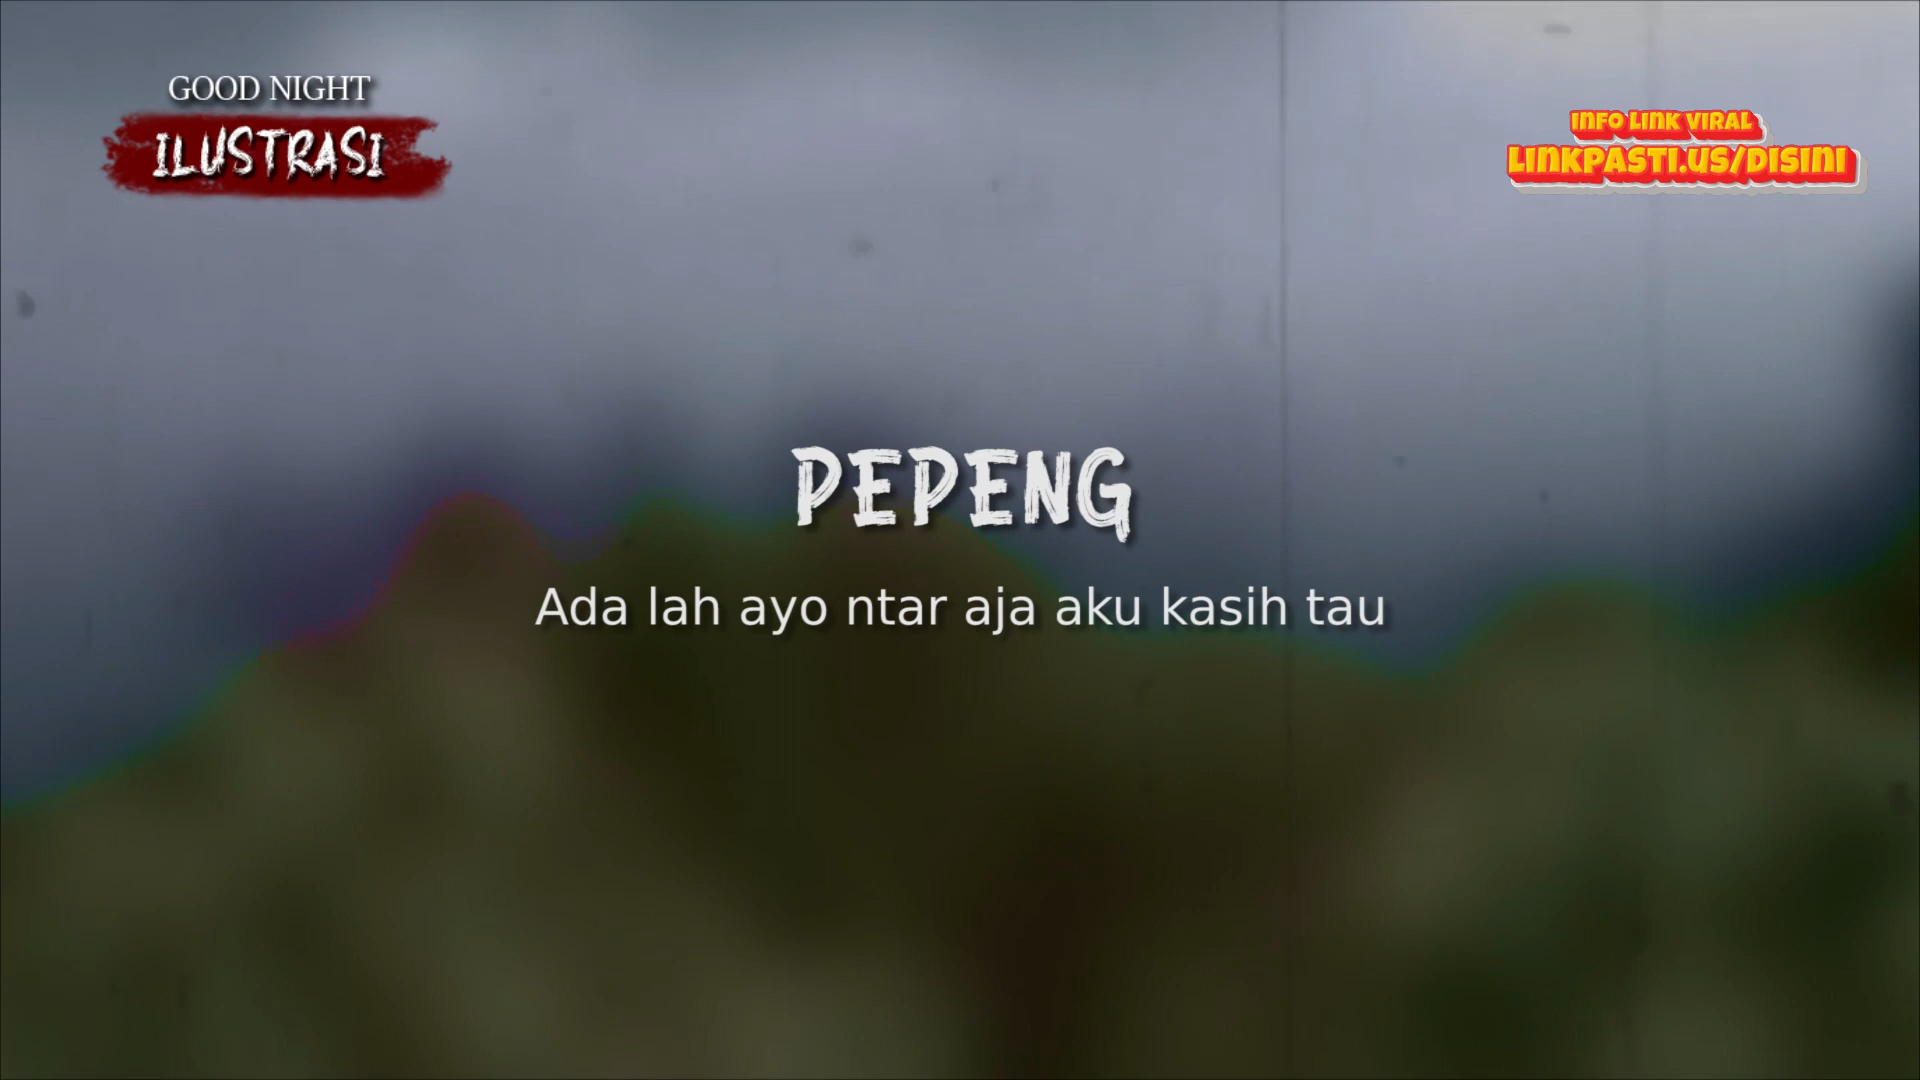 GOOD NIGHT
ILUSTRASI
INFO LINK VIRAL
LINKPASTI.US/DISINI
PEPENG
Ada lah ayo ntar aja aku kasih tau